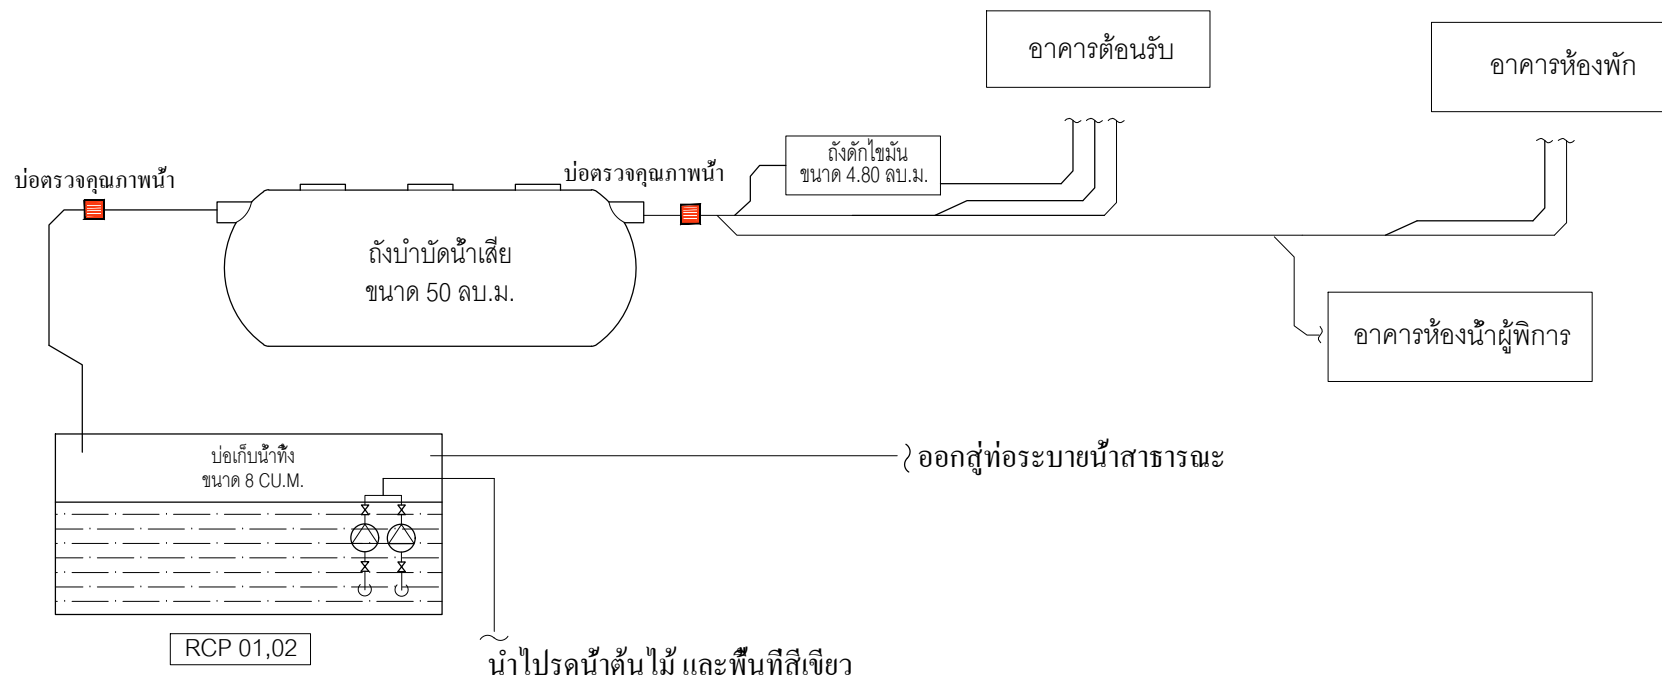 อาคารต้อนรับ
อาคารห้องพัก
ถังดักไขมัน
ขนาด 4.80 ลบ.ม.
บ่อตรวจคุณภาพน้ำ
บ่อตรวจคุณภาพน้ำ
ถังบำบัดน้ำเสีย
ขนาด 50 ลบ.ม.
อาคารห้องน้ำผู้พิการ
บ่อเก็บน้ำทิ้ง
ขนาด 8 CU.M.
ออกสู่ท่อระบายน้ำสาธารณะ
RCP 01,02
นำไปรดน้ำต้นไม้ และพื้นที่สีเขียว